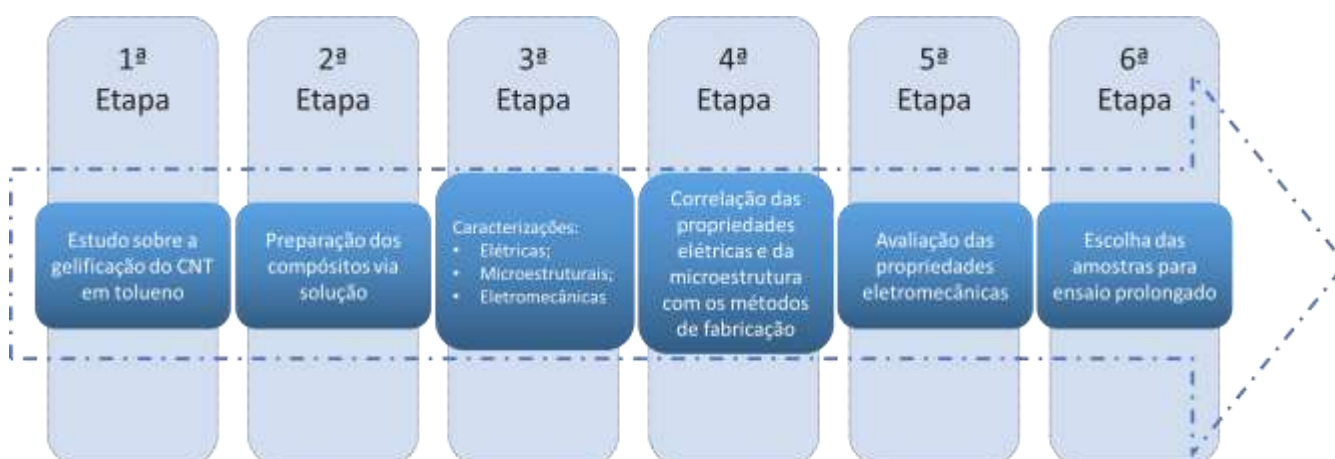 1ª
Etapa
2ª
Etapa
3ª
Etapa
4ª
Etapa
5ª
Etapa
6ª
Etapa
Estudo sobre a
gelificação do CNT
em tolueno
Preparação dos
compósitos via
solução
Caracterizações:
• Elétricas;
• Microestruturais;
• Eletromecânicas
Correlação das
propriedades
elétricas e da
microestrutura
com os métodos
de fabricação
Avaliação das
propriedades
eletromecânicas
Escolha das
amostras para
ensaio prolongado